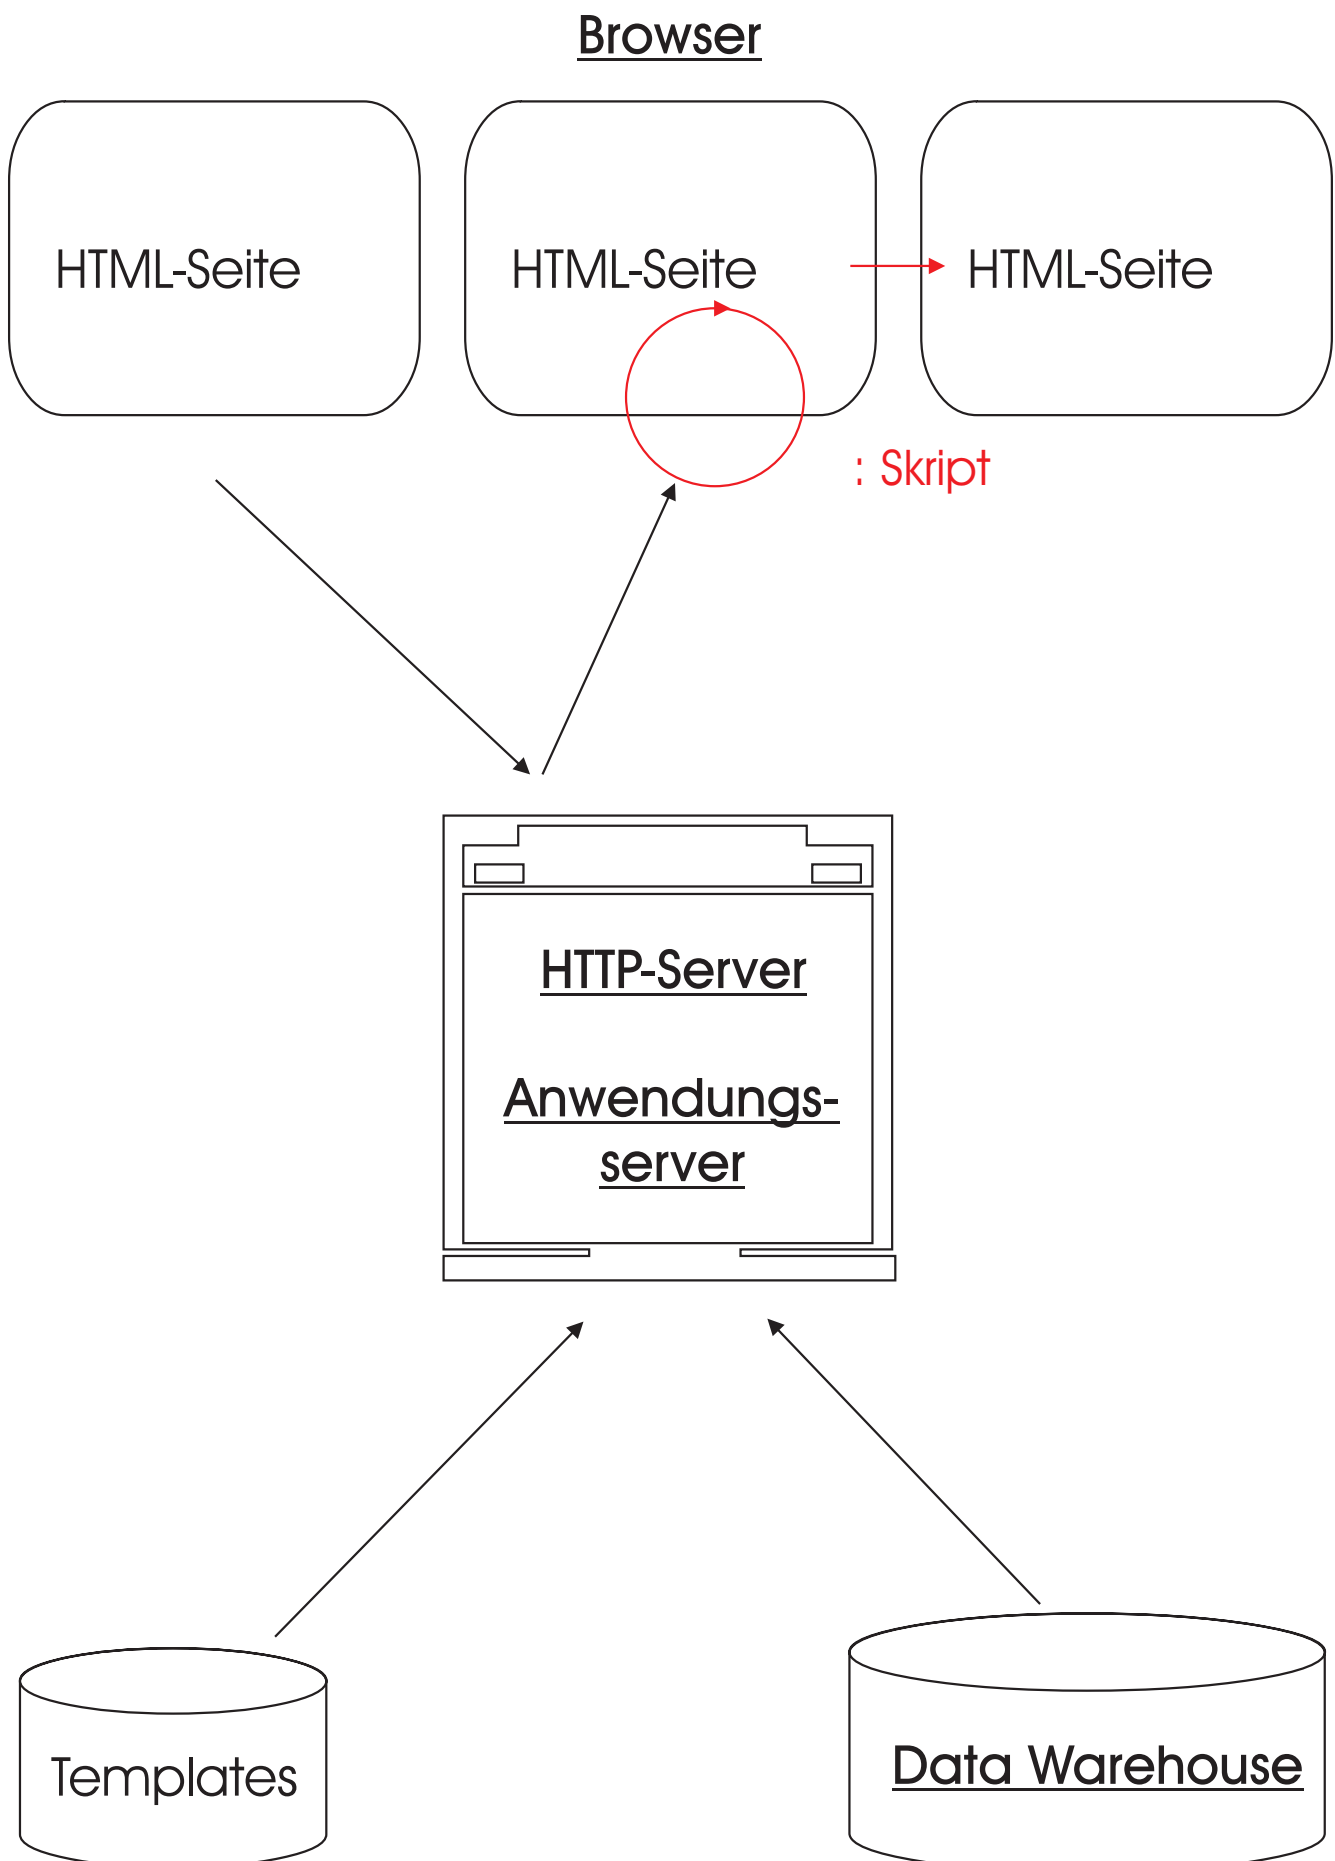 Browser
HTML-Seite
HTML-Seite
HTML-Seite
: Skript
HTTP-Server
Anwendungs-
server
Templates
Data Warehouse